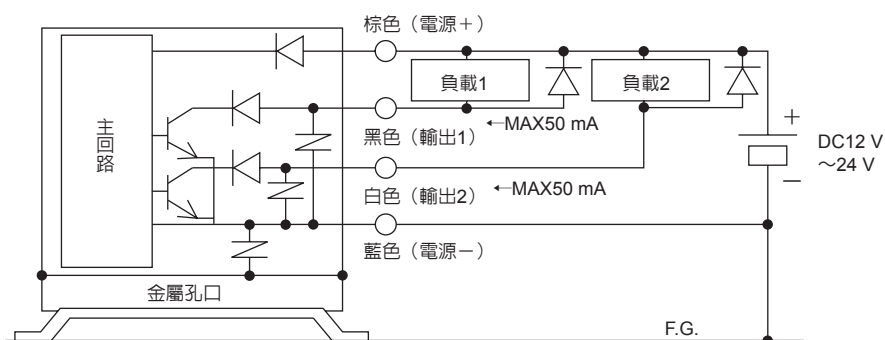 棕色（電源＋）
負載1
負載2
主回路
←MAX50 mA
黑色（輸出1）
＋
DC12 V
～24 V
－
←MAX50 mA
白色（輸出2）
藍色（電源－）
金屬孔口
F.G.